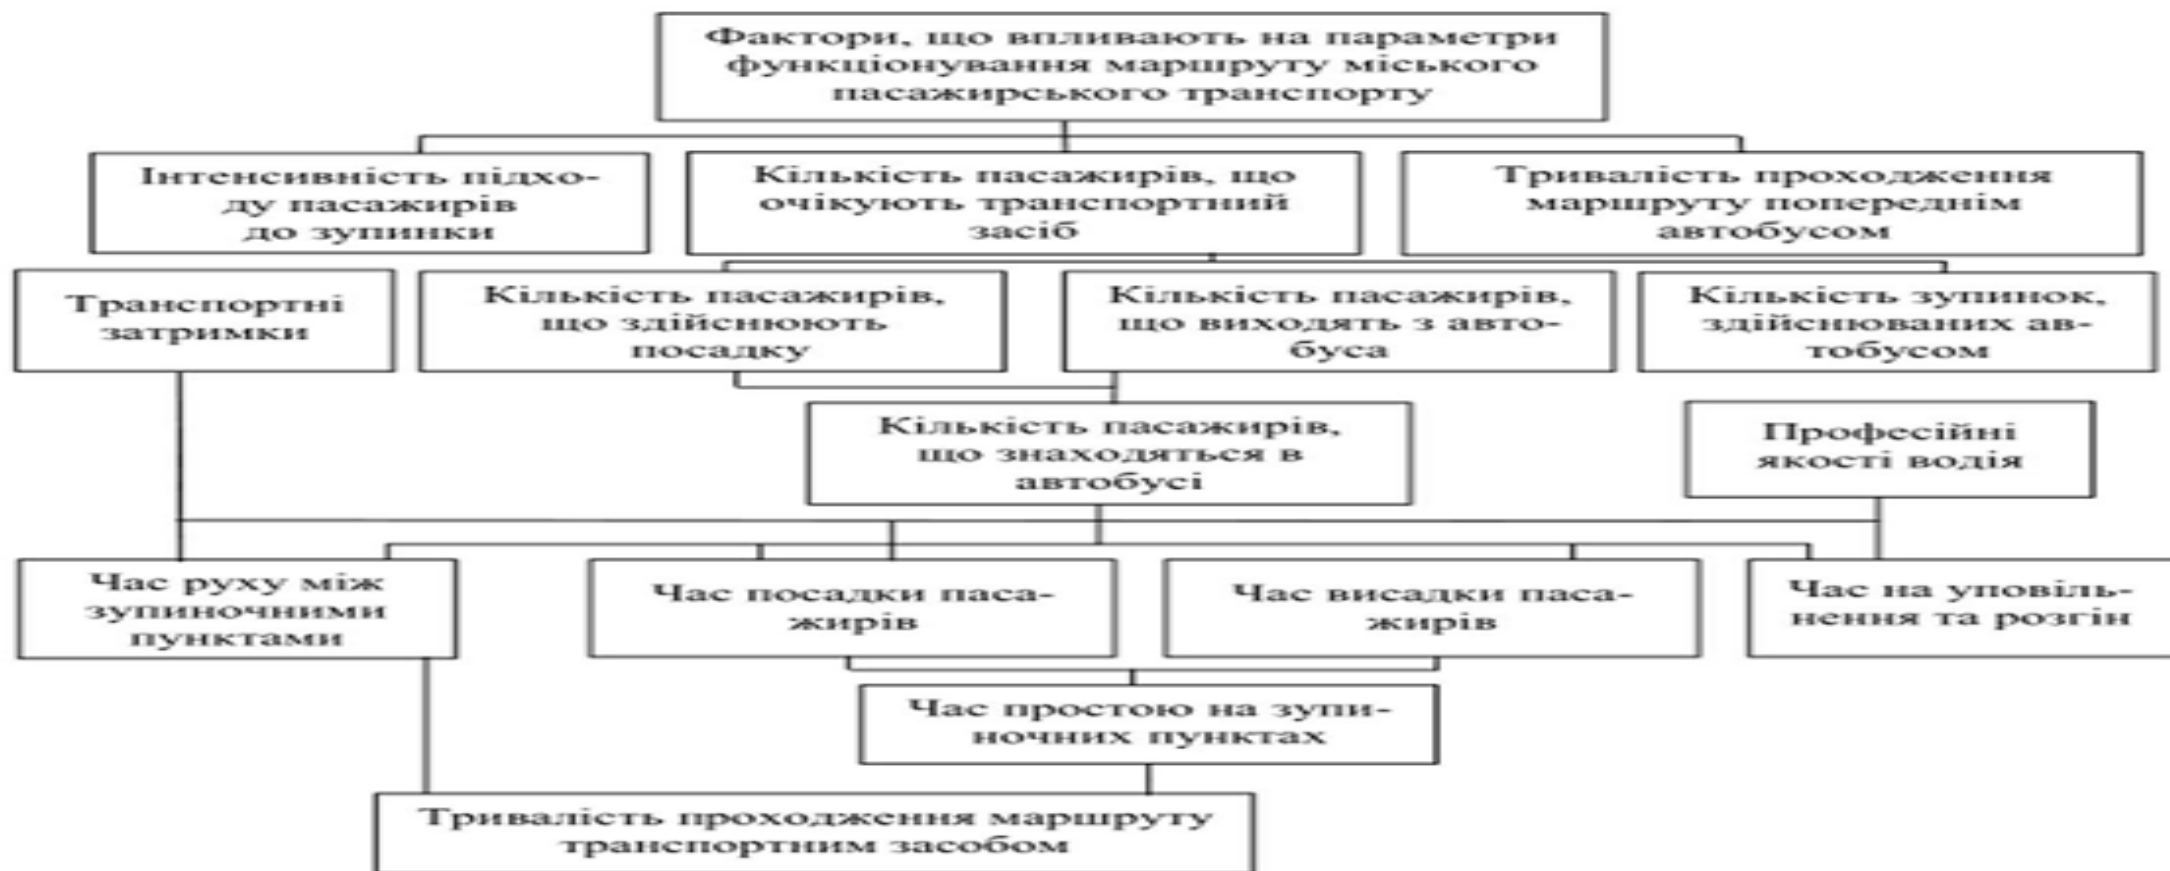 Фактори, що впливають на параметри
функціонування маршруту міського
пасажирського транспорту
Інтенсивність підхо-
ду пасажирів
до зупинки
Кількість пасажирів, що
очікують транспортний
засіб
Тривалість проходження
маршруту попереднім
автобусом
Транспортні
затримки
Кількість пасажирів,
що здійснюють
посадку
Кількість пасажирів,
що виходять з авто-
буса
Кількість зупинок,
здійснюваних ав-
тобусом
Кількість пасажирів,
що знаходяться в
автобусі
Професійні
якості водія
Час руху між
зупиночними
пунктами
Час посадки паса-
жирів
Час висадки паса-
жирів
Час на уповіль-
нення та розгін
Час простою на зупи-
ночних пунктах
Тривалість проходження маршруту
транспортним засобом